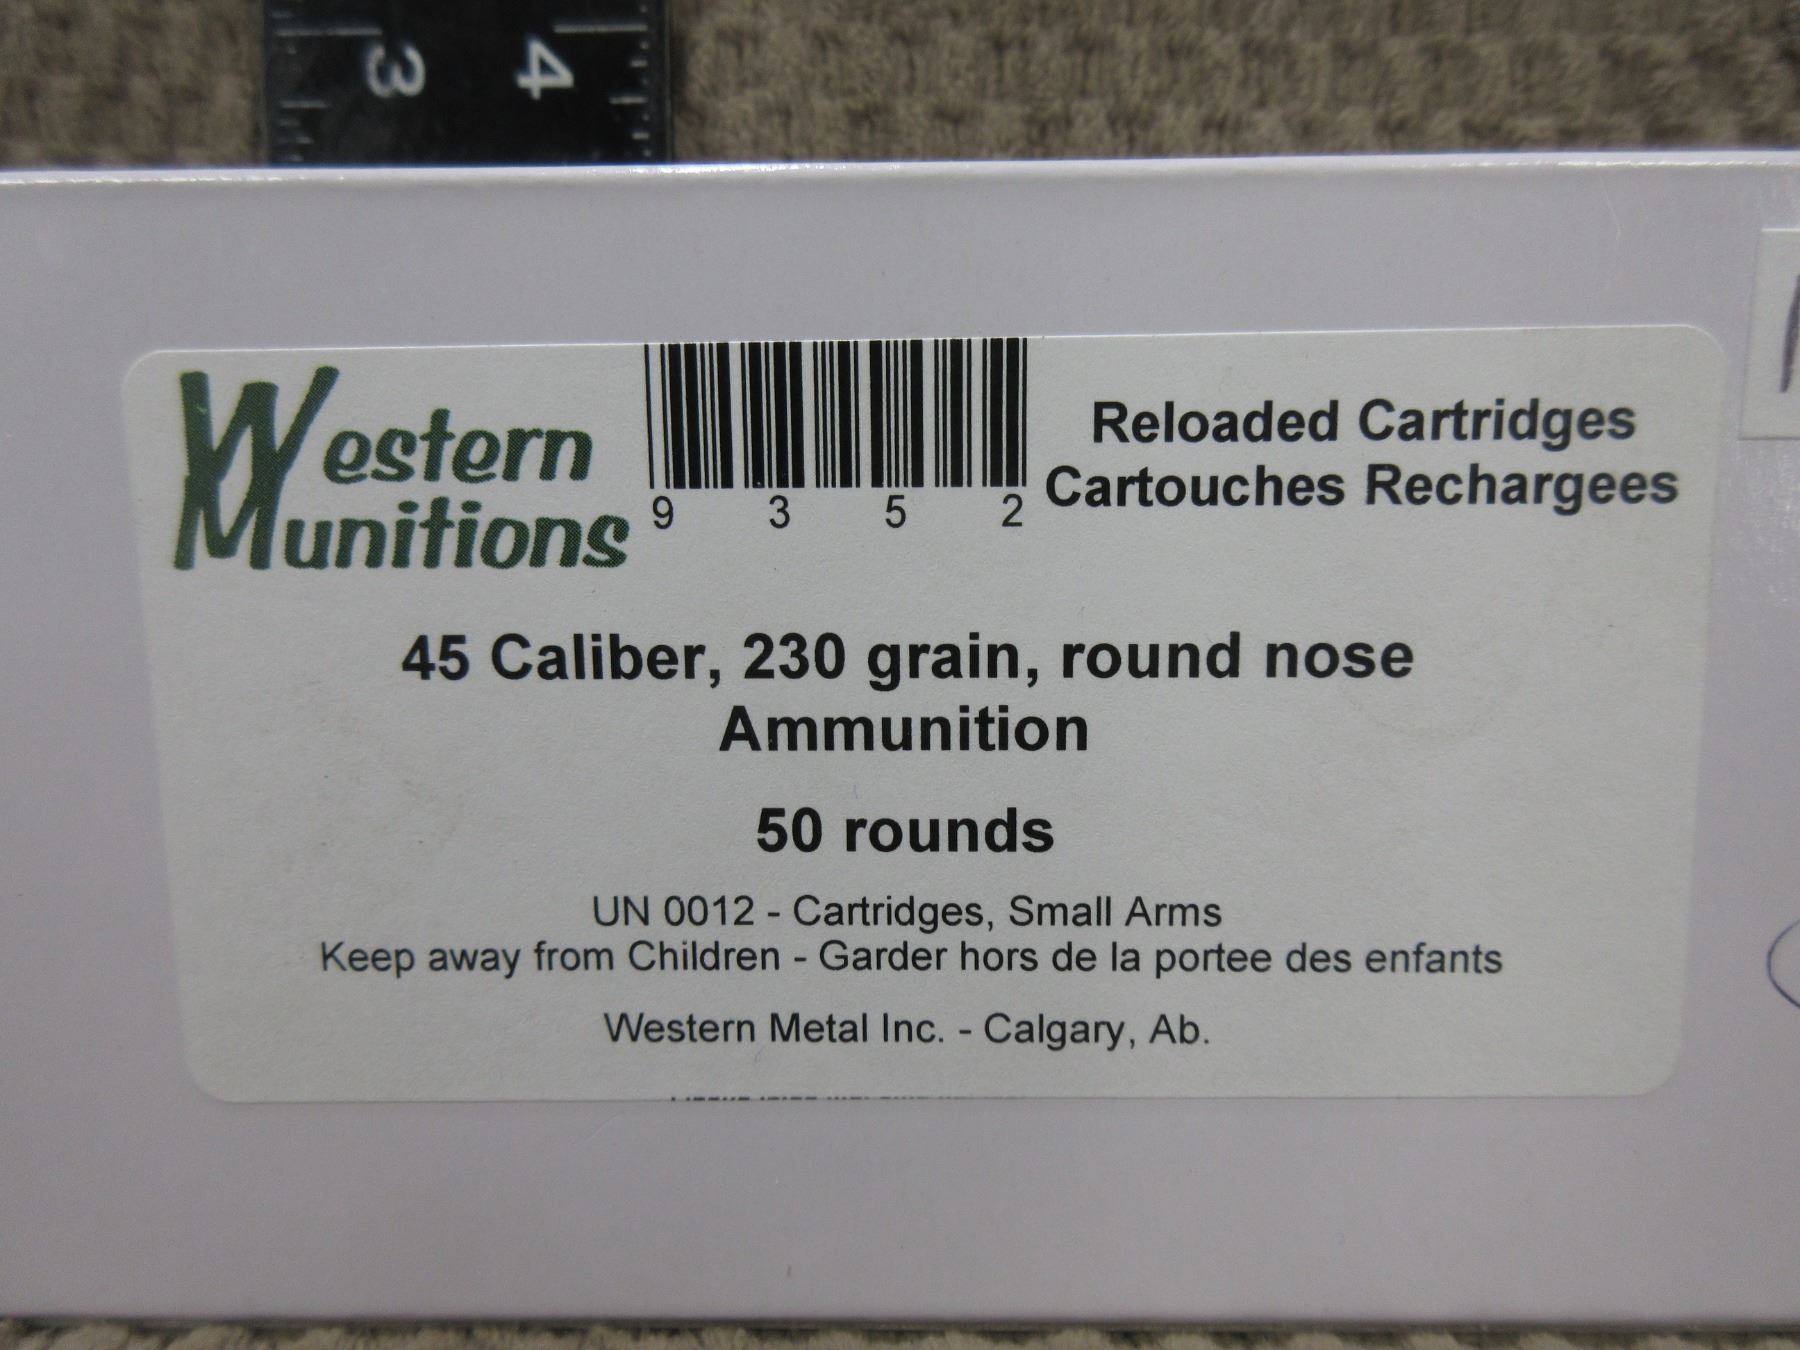 3 4
Western
Munitions
9 3 5 2
Reloaded Cartridges
Cartouches Rechargees
45 Caliber, 230 grain, round nose
Ammunition
50 rounds
UN 0012 - Cartridges, Small Arms
Keep away from Children - Garder hors de la portee des enfants
Western Metal Inc. - Calgary, Ab.